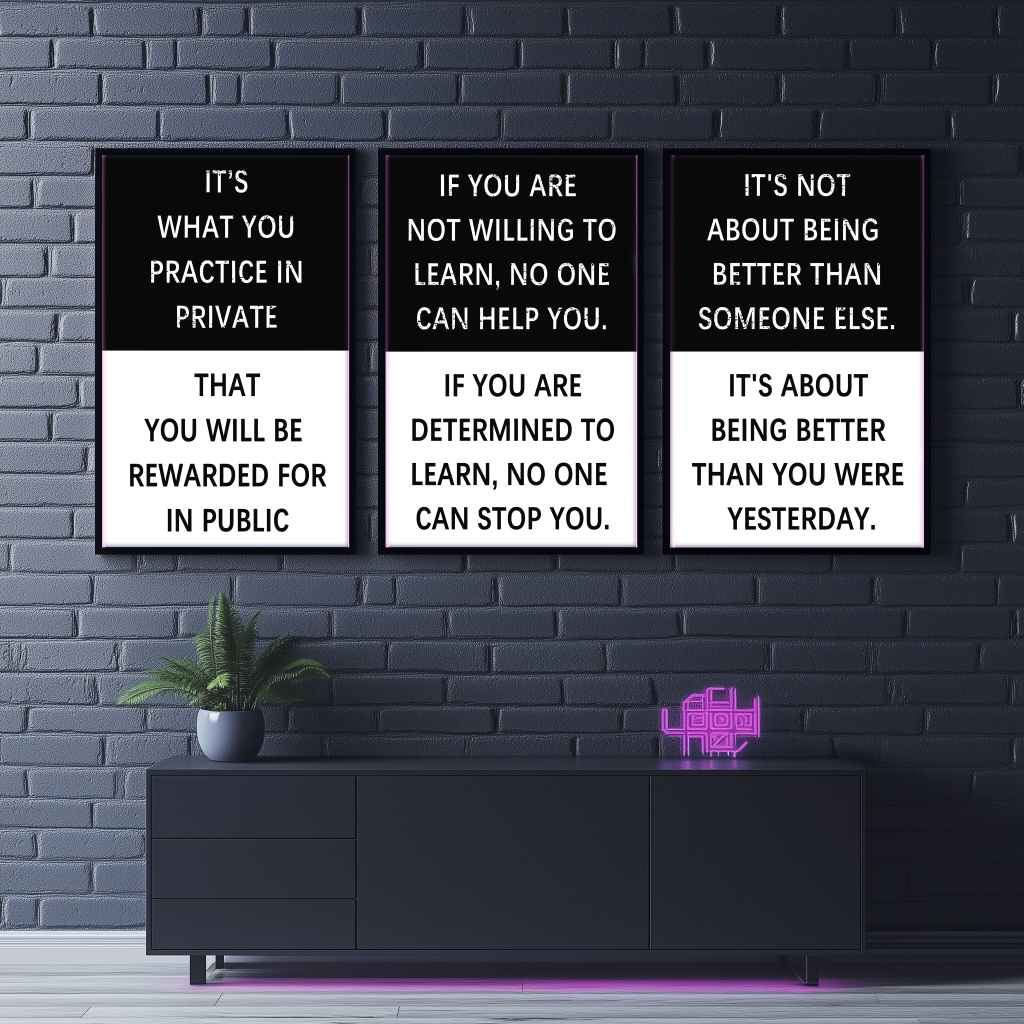 IT'S
WHAT YOU
PRACTICE IN
PRIVATE
THAT
YOU WILL BE
REWARDED FOR
IN PUBLIC
IF YOU ARE
NOT WILLING TO
LEARN, NO ONE
CAN HELP YOU.
IF YOU ARE
DETERMINED TO
LEARN, NO ONE
CAN STOP YOU.
IT'S NOT
ABOUT BEING
BETTER THAN
SOMEONE ELSE.
IT'S ABOUT
BEING BETTER
THAN YOU WERE
YESTERDAY.